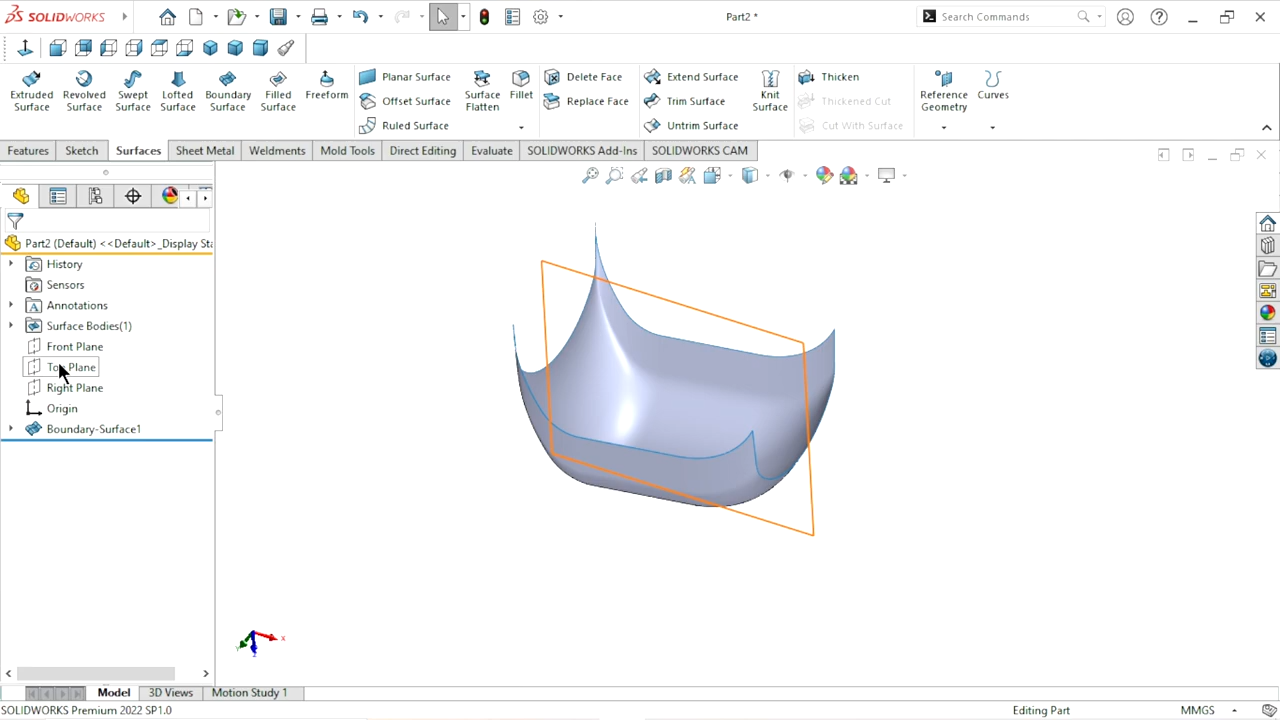 SOLIDWORKS
Part2 *
Search Commands
Extruded Surface
Revolved Surface
Swept Surface
Lofted Surface
Boundary Surface
Filled Surface
Freeform
Planar Surface
Offset Surface
Ruled Surface
Surface Flatten
Fillet
Delete Face
Replace Face
Extend Surface
Trim Surface
Untrim Surface
Knit Surface
Thicken
Thickened Cut
Cut With Surface
Reference Geometry
Curves
Features
Sketch
Surfaces
Sheet Metal
Weldments
Mold Tools
Direct Editing
Evaluate
SOLIDWORKS Add-Ins
SOLIDWORKS CAM
Part2 (Default) <<Default>_Display Sta
History
Sensors
Annotations
Surface Bodies(1)
Front Plane
Top Plane
Right Plane
Origin
Boundary-Surface1
X
Y
Z
Model
3D Views
Motion Study 1
SOLIDWORKS Premium 2022 SP1.0
Editing Part
MMGS